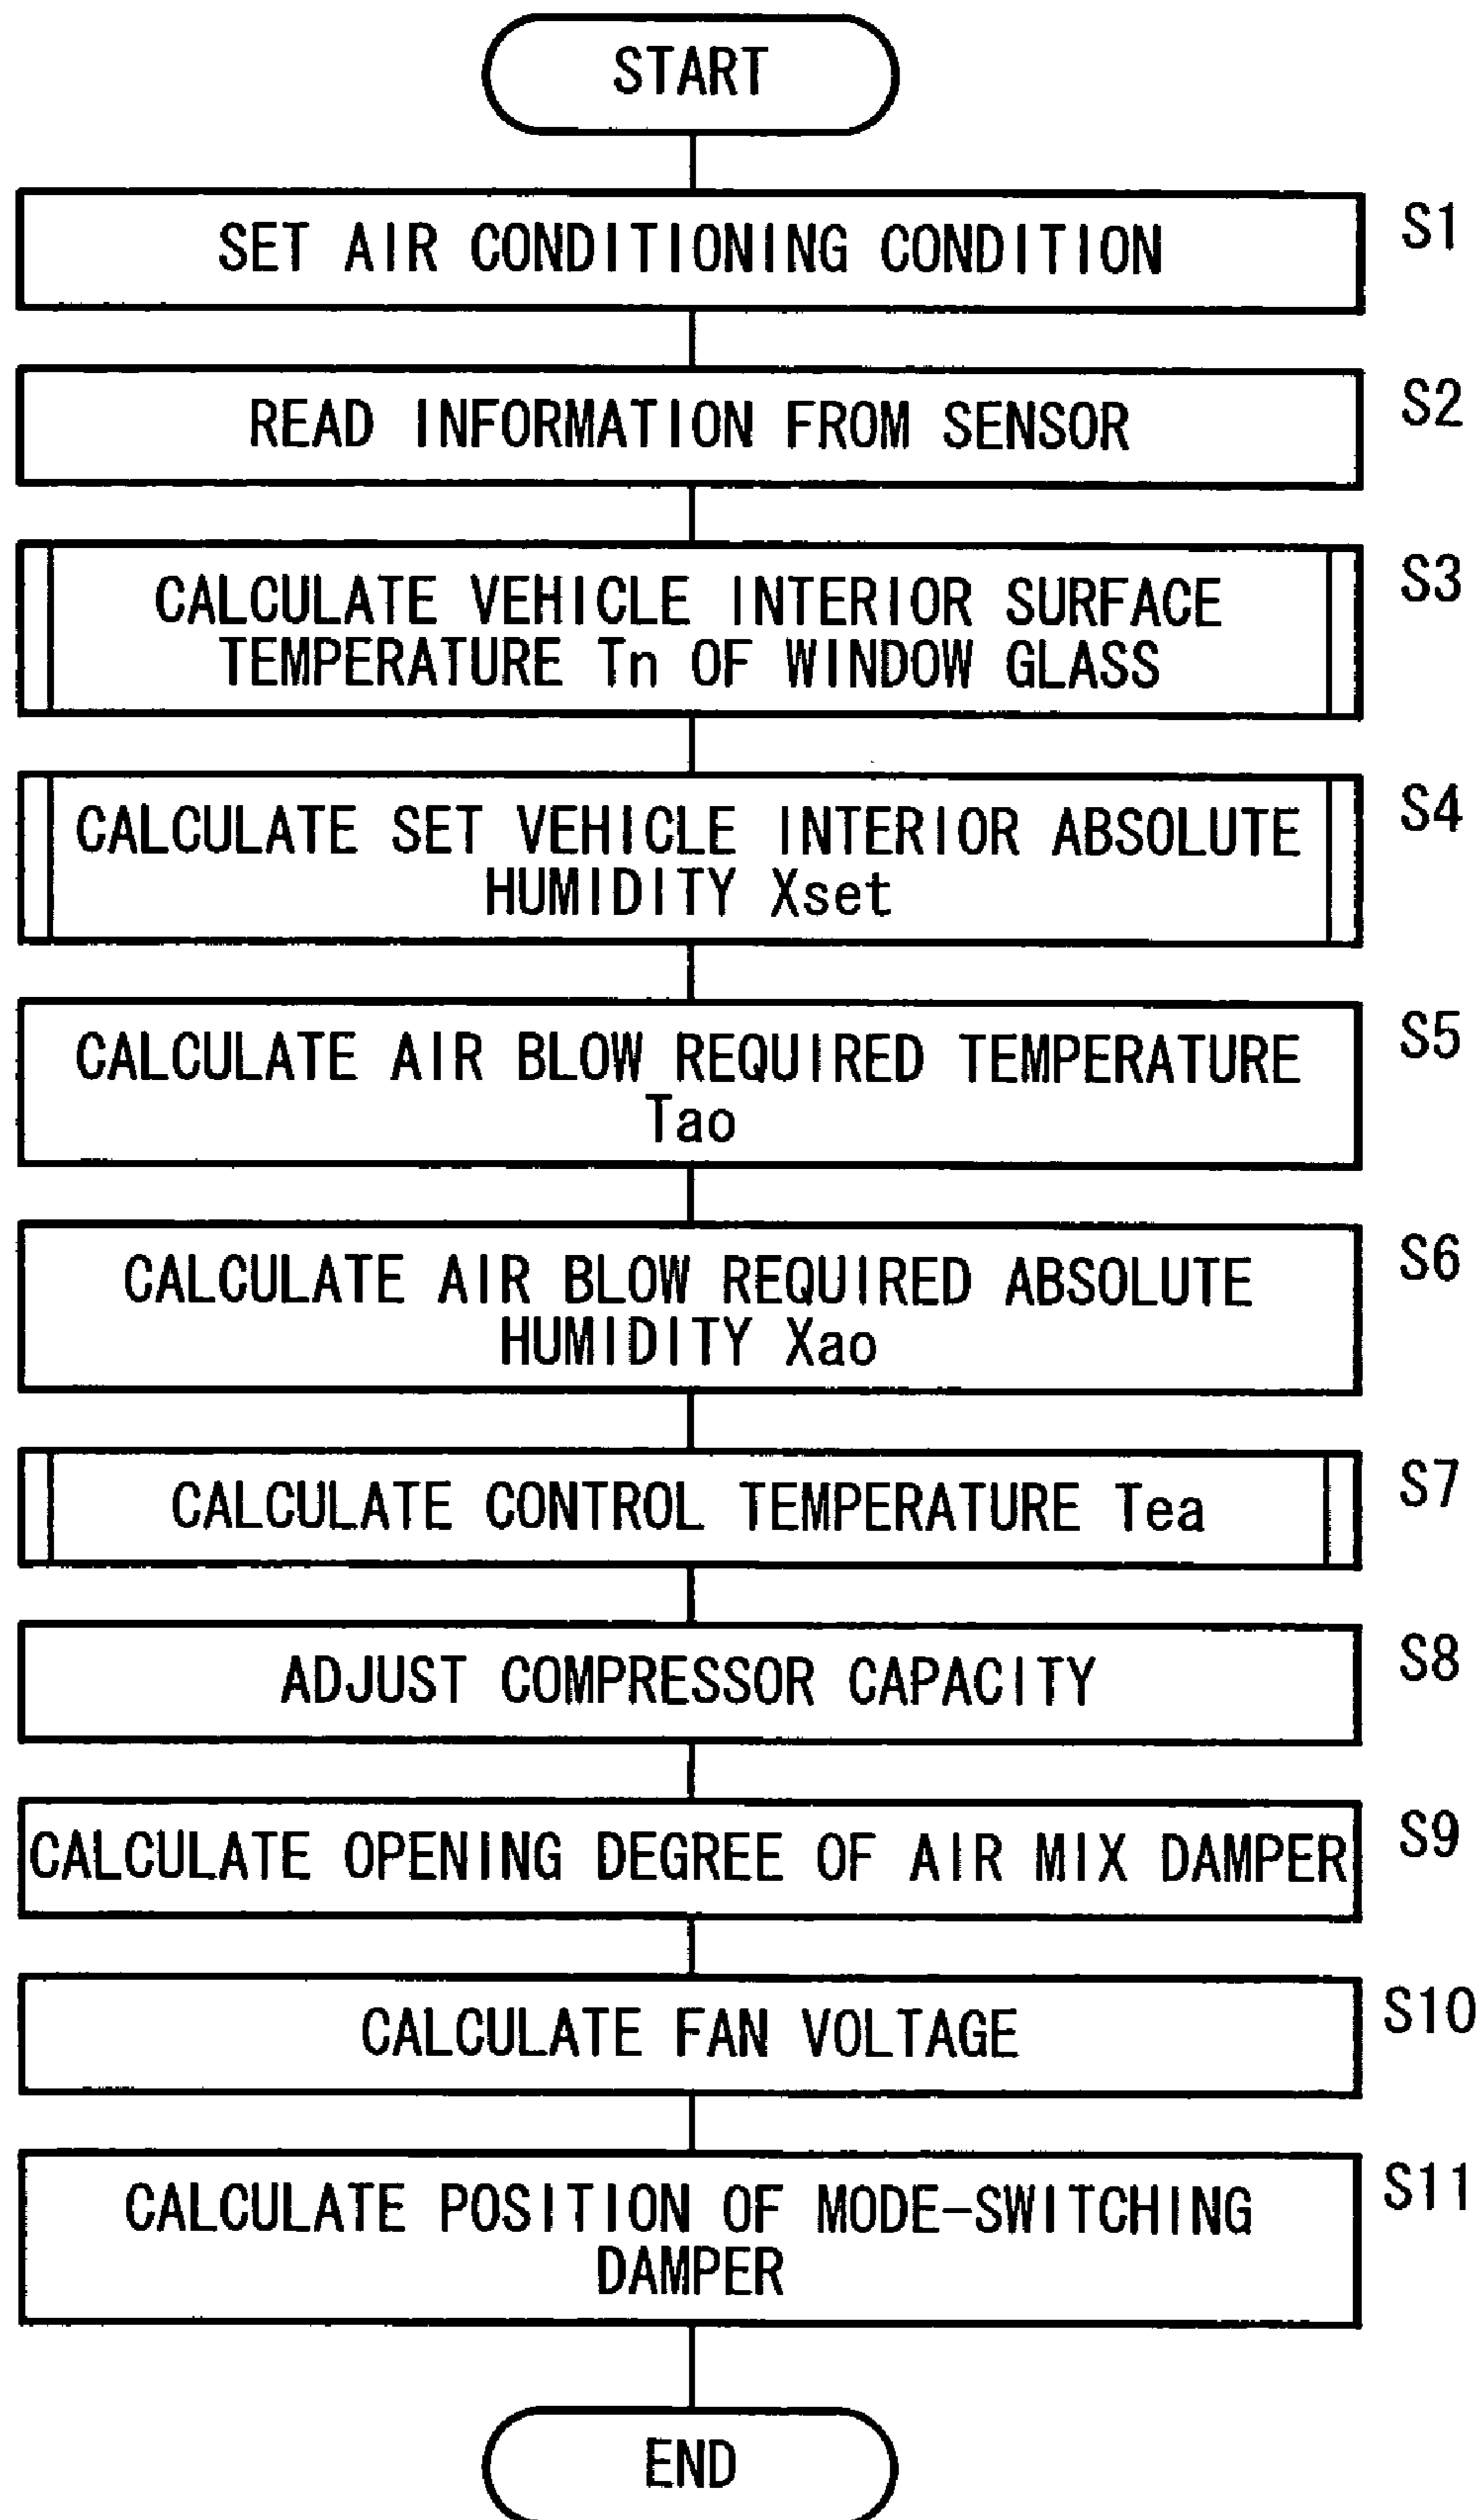 START
SET AIR CONDITIONING CONDITION
S1
READ INFORMATION FROM SENSOR
S2
CALCULATE VEHICLE INTERIOR SURFACE
TEMPERATURE Tn OF WINDOW GLASS
S3
CALCULATE SET VEHICLE INTERIOR ABSOLUTE
HUMIDITY Xset
S4
CALCULATE AIR BLOW REQUIRED TEMPERATURE
Tao
S5
CALCULATE AIR BLOW REQUIRED ABSOLUTE
HUMIDITY Xao
S6
CALCULATE CONTROL TEMPERATURE Tea
S7
ADJUST COMPRESSOR CAPACITY
S8
CALCULATE OPENING DEGREE OF AIR MIX DAMPER
S9
CALCULATE FAN VOLTAGE
S10
CALCULATE POSITION OF MODE-SWITCHING
DAMPER
S11
END